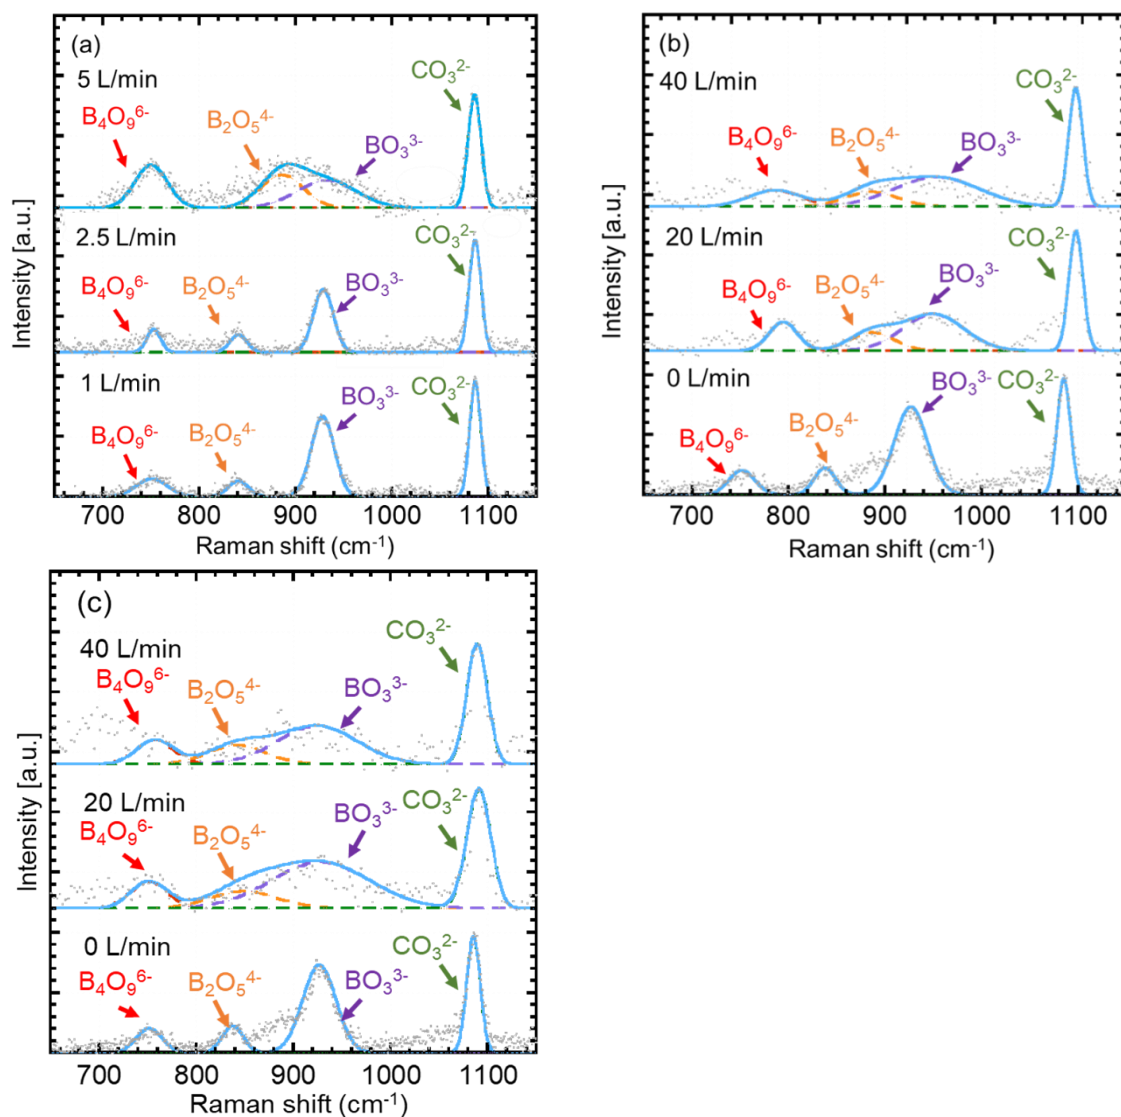 (a)
5 L/min
CO₃²⁻
B₄O₉⁶⁻
B₂O₅⁴⁻
BO₃³⁻
2.5 L/min
CO₃²⁻
B₄O₉⁶⁻
B₂O₅⁴⁻
BO₃³⁻
1 L/min
CO₃²⁻
BO₃³⁻
B₄O₉⁶⁻
B₂O₅⁴⁻
Intensity [a.u.]
700 800 900 1000 1100
Raman shift (cm⁻¹)
(b)
40 L/min
CO₃²⁻
B₄O₉⁶⁻
B₂O₅⁴⁻
BO₃³⁻
20 L/min
CO₃²⁻
B₄O₉⁶⁻
B₂O₅⁴⁻
BO₃³⁻
0 L/min
BO₃³⁻
CO₃²⁻
B₄O₉⁶⁻
B₂O₅⁴⁻
Intensity [a.u.]
700 800 900 1000 1100
Raman shift (cm⁻¹)
(c)
40 L/min
CO₃²⁻
B₄O₉⁶⁻
B₂O₅⁴⁻
BO₃³⁻
20 L/min
CO₃²⁻
B₄O₉⁶⁻
B₂O₅⁴⁻
BO₃³⁻
0 L/min
CO₃²⁻
B₄O₉⁶⁻
B₂O₅⁴⁻
BO₃³⁻
Intensity [a.u.]
700 800 900 1000 1100
Raman shift (cm⁻¹)